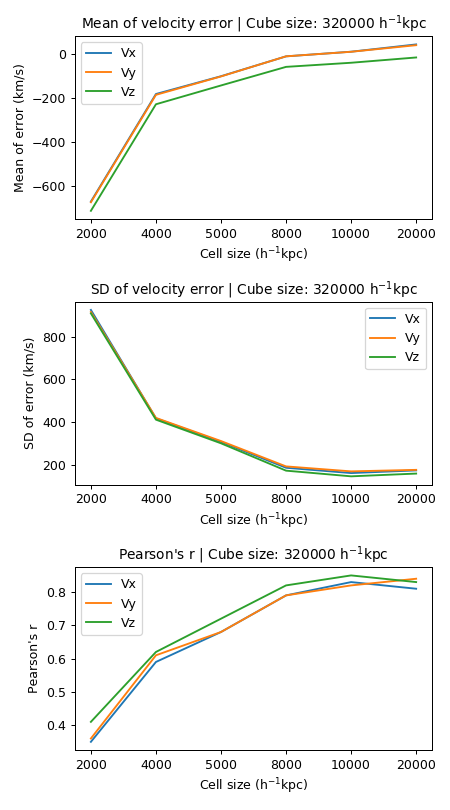 Mean of velocity error | Cube size: 320000 h⁻¹kpc
Mean of error (km/s)
0
−200
−400
−600
Vx
Vy
Vz
2000 4000 5000 8000 10000 20000
Cell size (h⁻¹kpc)
SD of velocity error | Cube size: 320000 h⁻¹kpc
SD of error (km/s)
800
600
400
200
Vx
Vy
Vz
2000 4000 5000 8000 10000 20000
Cell size (h⁻¹kpc)
Pearson's r | Cube size: 320000 h⁻¹kpc
Pearson's r
0.8
0.7
0.6
0.5
0.4
Vx
Vy
Vz
2000 4000 5000 8000 10000 20000
Cell size (h⁻¹kpc)